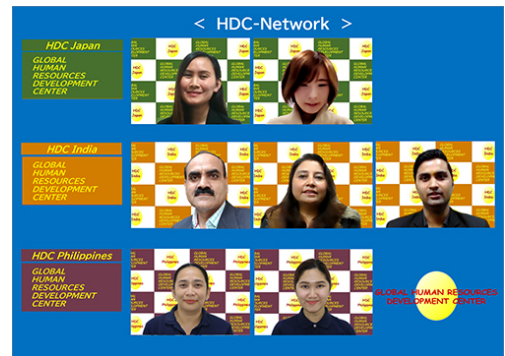 < HDC-Network >
HDC Japan
GLOBAL
HUMAN
RESOURCES
DEVELOPMENT
CENTER
HDC India
GLOBAL
HUMAN
RESOURCES
DEVELOPMENT
CENTER
HDC Philippines
GLOBAL
HUMAN
RESOURCES
DEVELOPMENT
CENTER
GLOBAL HUMAN RESOURCES
DEVELOPMENT CENTER